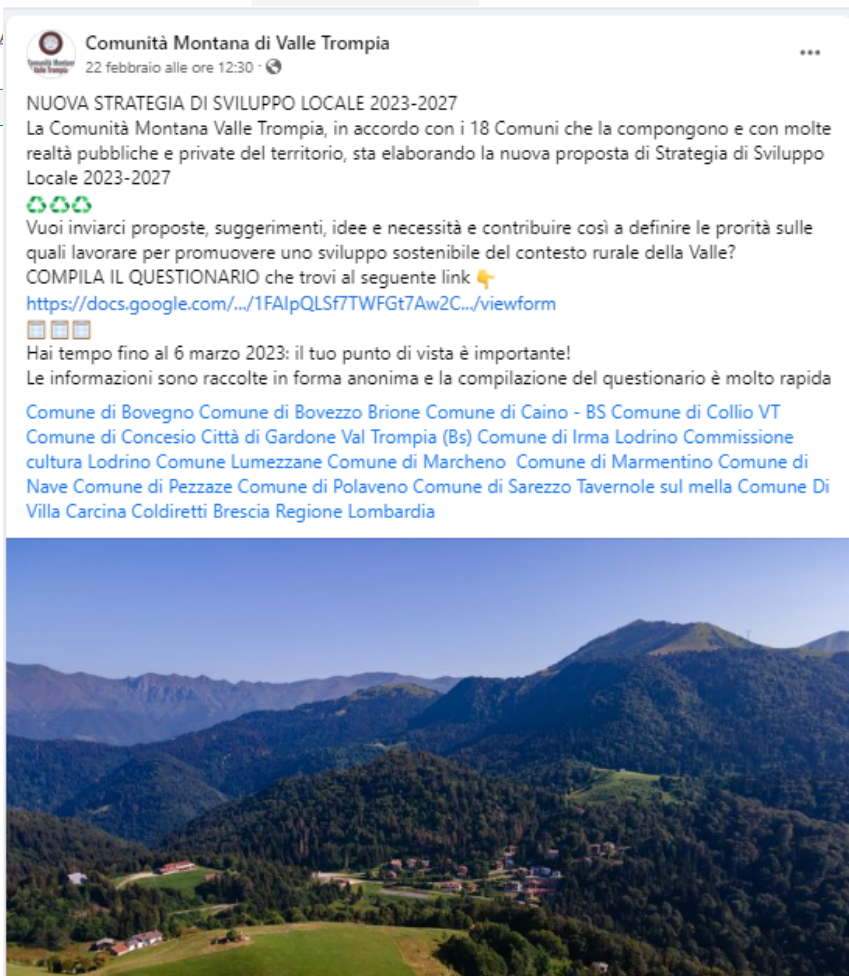 Comunità Montana di Valle Trompia
22 febbraio alle ore 12:30 ·
Comunità Montana
Valle Trompia
NUOVA STRATEGIA DI SVILUPPO LOCALE 2023-2027
La Comunità Montana Valle Trompia, in accordo con i 18 Comuni che la compongono e con molte
realtà pubbliche e private del territorio, sta elaborando la nuova proposta di Strategia di Sviluppo
Locale 2023-2027
♻♻♻
Vuoi inviarci proposte, suggerimenti, idee e necessità e contribuire così a definire le prorità sulle
quali lavorare per promuovere uno sviluppo sostenibile del contesto rurale della Valle?
COMPILA IL QUESTIONARIO che trovi al seguente link 👇
https://docs.google.com/.../1FAIpQLSf7TWFGt7Aw2C.../viewform
Hai tempo fino al 6 marzo 2023: il tuo punto di vista è importante!
Le informazioni sono raccolte in forma anonima e la compilazione del questionario è molto rapida
Comune di Bovegno Comune di Bovezzo Brione Comune di Caino - BS Comune di Collio VT
Comune di Concesio Città di Gardone Val Trompia (Bs) Comune di Irma Lodrino Commissione
cultura Lodrino Comune Lumezzane Comune di Marcheno Comune di Marmentino Comune di
Nave Comune di Pezzaze Comune di Polaveno Comune di Sarezzo Tavernole sul mella Comune Di
Villa Carcina Coldiretti Brescia Regione Lombardia